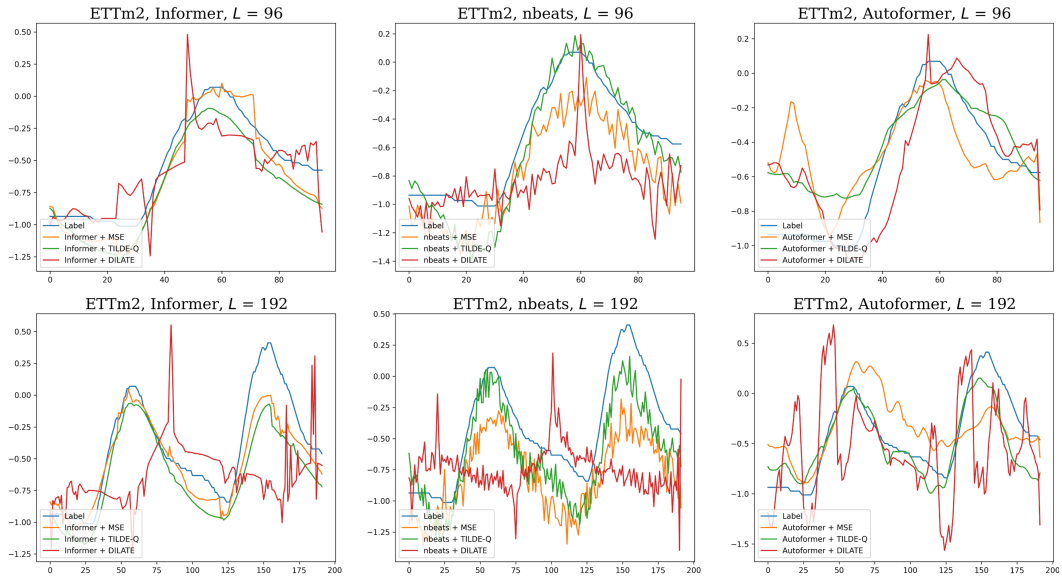 ETTm2, Informer, L = 96
0.50
0.25
0.00
−0.25
−0.50
−0.75
−1.00
−1.25
0
20
40
60
80
Label
Informer + MSE
Informer + TILDE-Q
Informer + DILATE
ETTm2, nbeats, L = 96
0.2
0.0
−0.2
−0.4
−0.6
−0.8
−1.0
−1.2
−1.4
0
20
40
60
80
Label
nbeats + MSE
nbeats + TILDE-Q
nbeats + DILATE
ETTm2, Autoformer, L = 96
0.2
0.0
−0.2
−0.4
−0.6
−0.8
−1.0
0
20
40
60
80
Label
Autoformer + MSE
Autoformer + TILDE-Q
Autoformer + DILATE
ETTm2, Informer, L = 192
0.50
0.25
0.00
−0.25
−0.50
−0.75
−1.00
−1.25
0
25
50
75
100
125
150
175
200
Label
Informer + MSE
Informer + TILDE-Q
Informer + DILATE
ETTm2, nbeats, L = 192
0.25
0.00
−0.25
−0.50
−0.75
−1.00
−1.25
0
25
50
75
100
125
150
175
200
Label
nbeats + MSE
nbeats + TILDE-Q
nbeats + DILATE
ETTm2, Autoformer, L = 192
0.5
0.0
−0.5
−1.0
−1.5
0
25
50
75
100
125
150
175
200
Label
Autoformer + MSE
Autoformer + TILDE-Q
Autoformer + DILATE